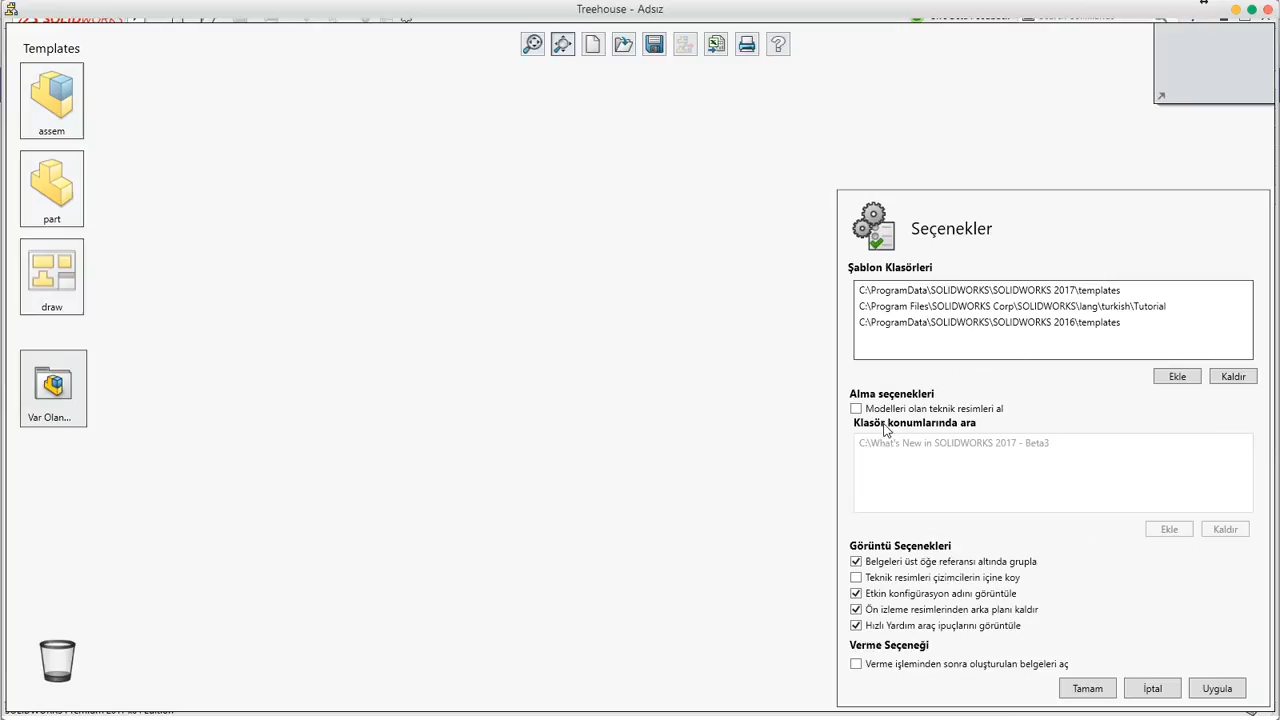 Treehouse - Adsız
SOLIDWORKS
Templates
assem
part
draw
Var Olan...
Seçenekler
Şablon Klasörleri
C:\ProgramData\SOLIDWORKS\SOLIDWORKS 2017\templates
C:\Program Files\SOLIDWORKS Corp\SOLIDWORKS\lang\turkish\Tutorial
C:\ProgramData\SOLIDWORKS\SOLIDWORKS 2016\templates
Ekle Kaldır
Alma seçenekleri
Modelleri olan teknik resimleri al
Klasör konumlarında ara
C:\What's New in SOLIDWORKS 2017 - Beta3
Ekle Kaldır
Görüntü Seçenekleri
Belgeleri üst öğe referansı altında grupla
Teknik resimleri çizimcilerin içine koy
Etkin konfigürasyon adını görüntüle
Ön izleme resimlerinden arka planı kaldır
Hızlı Yardım araç ipuçlarını görüntüle
Verme Seçeneği
Verme işleminden sonra oluşturulan belgeleri aç
Tamam İptal Uygula